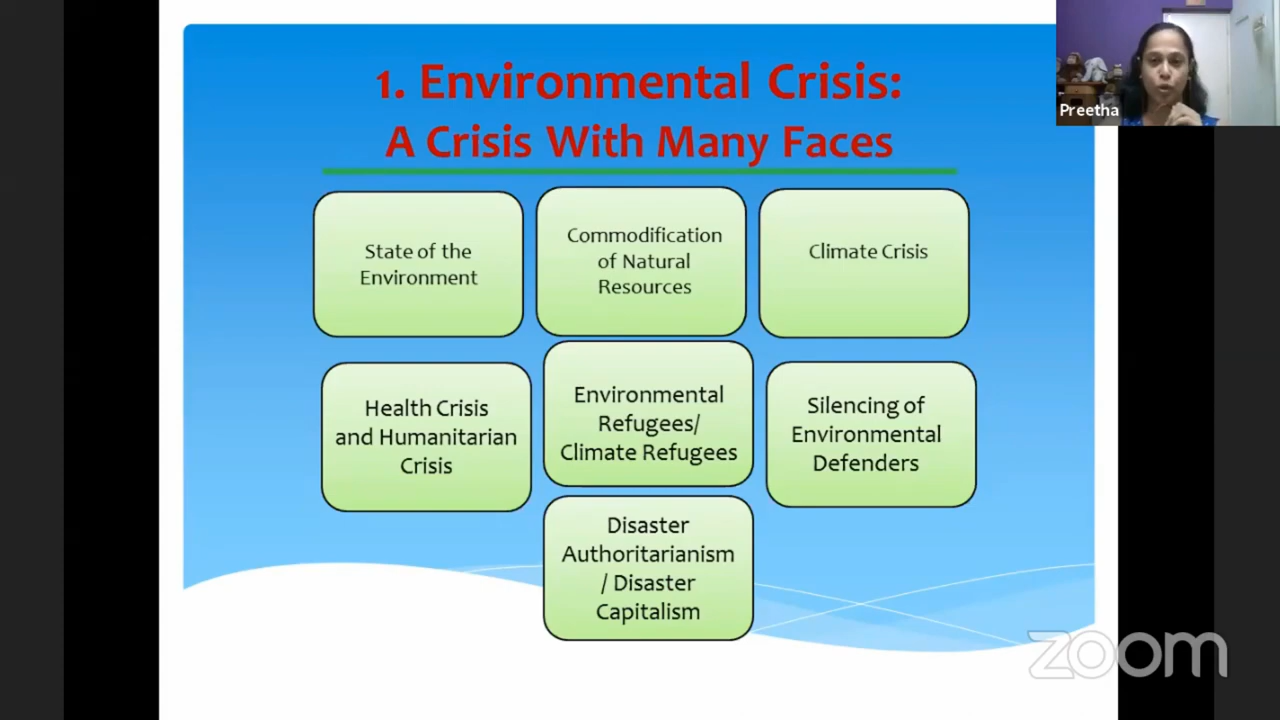 1. Environmental Crisis:
A Crisis With Many Faces
Preetha
State of the
Environment
Commodification
of Natural
Resources
Climate Crisis
Health Crisis
and Humanitarian
Crisis
Environmental
Refugees/
Climate Refugees
Silencing of
Environmental
Defenders
Disaster
Authoritarianism
/ Disaster
Capitalism
zoom